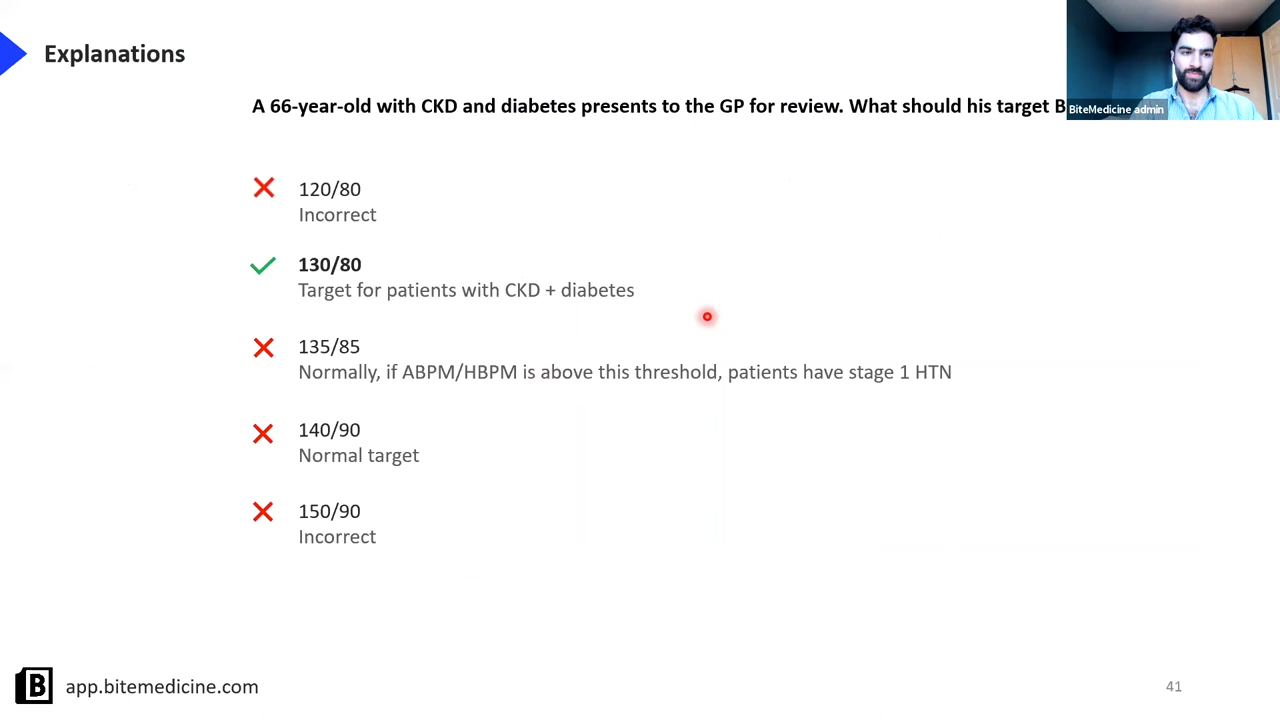 Explanations
A 66-year-old with CKD and diabetes presents to the GP for review. What should his target
BiteMedicine admin
120/80
Incorrect
130/80
Target for patients with CKD + diabetes
135/85
Normally, if ABPM/HBPM is above this threshold, patients have stage 1 HTN
140/90
Normal target
150/90
Incorrect
B app.bitemedicine.com
41